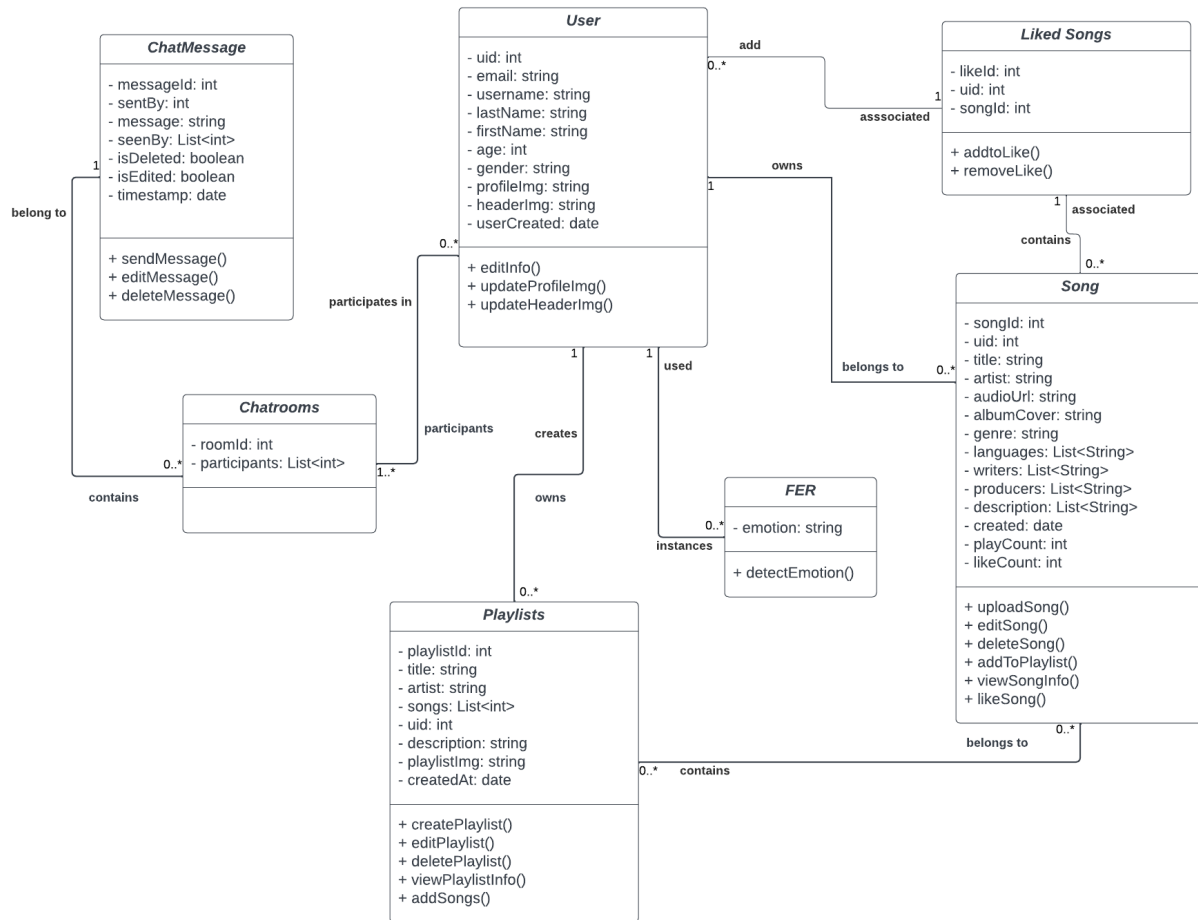 ChatMessage
- messageId: int
- sentBy: int
- message: string
- seenBy: List<int>
- isDeleted: boolean
- isEdited: boolean
- timestamp: date
+ sendMessage()
+ editMessage()
+ deleteMessage()
1
belong to
0..*
contains
Chatrooms
- roomId: int
- participants: List<int>
1..*
participants
participates in
0..*
User
- uid: int
- email: string
- username: string
- lastName: string
- firstName: string
- age: int
- gender: string
- profileImg: string
- headerImg: string
- userCreated: date
+ editInfo()
+ updateProfileImg()
+ updateHeaderImg()
add
0..*
1
asssociated
Liked Songs
- likeId: int
- uid: int
- songId: int
+ addtoLike()
+ removeLike()
1
associated
contains
0..*
owns
1
belongs to
0..*
Song
- songId: int
- uid: int
- title: string
- artist: string
- audioUrl: string
- albumCover: string
- genre: string
- languages: List<String>
- writers: List<String>
- producers: List<String>
- description: List<String>
- created: date
- playCount: int
- likeCount: int
+ uploadSong()
+ editSong()
+ deleteSong()
+ addToPlaylist()
+ viewSongInfo()
+ likeSong()
1
used
0..*
instances
FER
- emotion: string
+ detectEmotion()
1
creates
owns
0..*
Playlists
- playlistId: int
- title: string
- artist: string
- songs: List<int>
- uid: int
- description: string
- playlistImg: string
- createdAt: date
+ createPlaylist()
+ editPlaylist()
+ deletePlaylist()
+ viewPlaylistInfo()
+ addSongs()
0..*
contains
belongs to
0..*